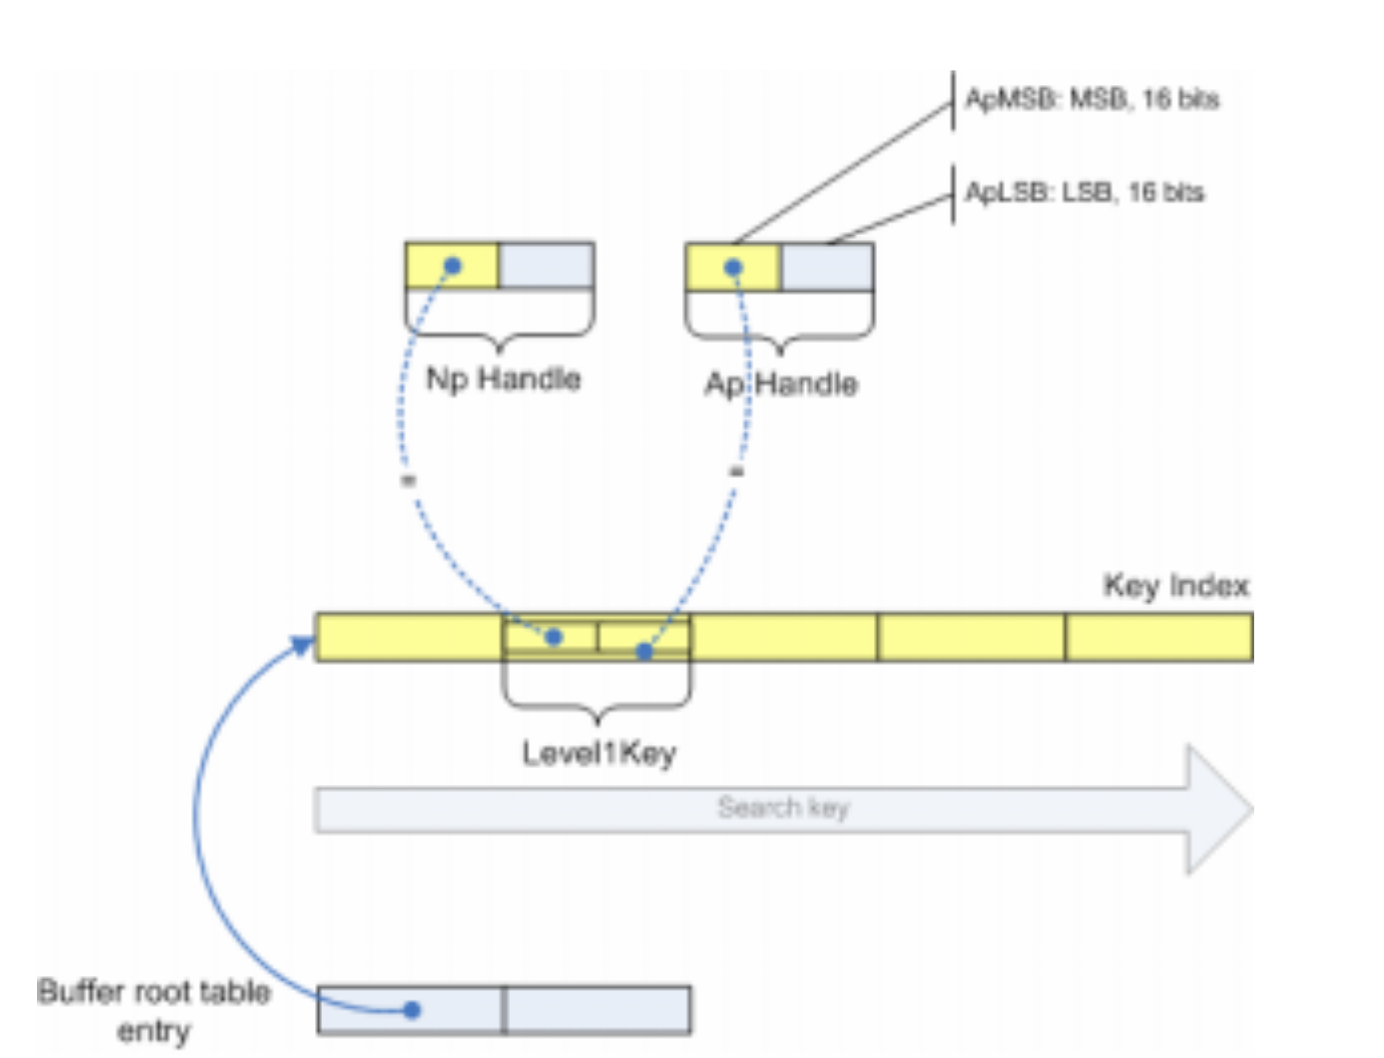 ApMSB: MSB, 16 bits
ApLSB: LSB, 16 bits
Np Handle
Ap Handle
=
=
Key Index
Level1Key
Search key
Buffer root table
entry